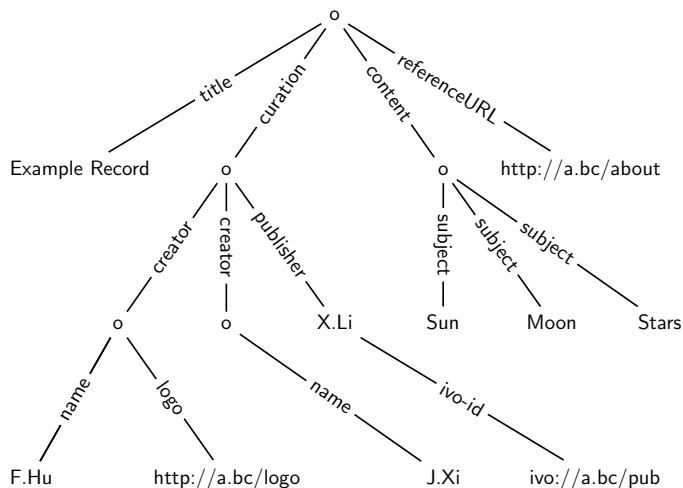 o
title
curation
content
referenceURL
Example Record
o
o
http://a.bc/about
creator
creator
publisher
subject
subject
subject
o
o
X.Li
Sun
Moon
Stars
name
logo
name
ivo-id
F.Hu
http://a.bc/logo
J.Xi
ivo://a.bc/pub